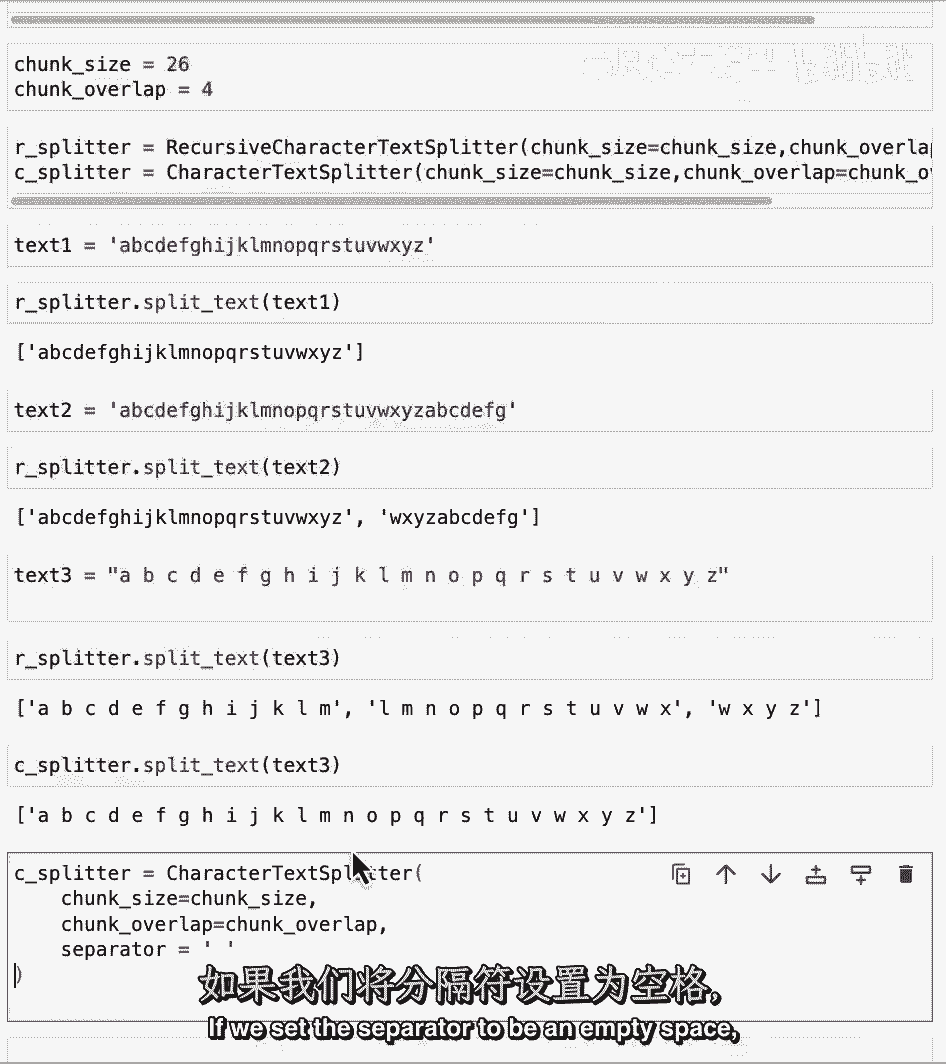 chunk_size = 26
chunk_overlap = 4
r_splitter = RecursiveCharacterTextSplitter(chunk_size=chunk_size,chunk_overla
c_splitter = CharacterTextSplitter(chunk_size=chunk_size,chunk_overlap=chunk_o
text1 = 'abcdefghijklmnopqrstuvwxyz'
r_splitter.split_text(text1)
['abcdefghijklmnopqrstuvwxyz']
text2 = 'abcdefghijklmnopqrstuvwxyzabcdefg'
r_splitter.split_text(text2)
['abcdefghijklmnopqrstuvwxyz', 'wxyzabcdefg']
text3 = "a b c d e f g h i j k l m n o p q r s t u v w x y z"
r_splitter.split_text(text3)
['a b c d e f g h i j k l m', 'l m n o p q r s t u v w x', 'w x y z']
c_splitter.split_text(text3)
['a b c d e f g h i j k l m n o p q r s t u v w x y z']
c_splitter = CharacterTextSplitter(
    chunk_size=chunk_size,
    chunk_overlap=chunk_overlap,
    separator = ' '
)
如果我们将分隔符设置为空格,
If we set the separator to be an empty space,